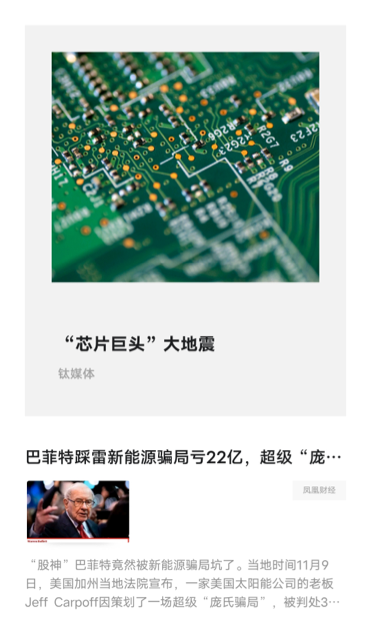 “芯片巨头”大地震
钛媒体
巴菲特踩雷新能源骗局亏22亿，超级“庞…
凤凰财经
“股神”巴菲特竟然被新能源骗局坑了。当地时间11月9
日，美国加州当地法院宣布，一家美国太阳能公司的老板
Jeff Carpoff因策划了一场超级“庞氏骗局”，被判处3…